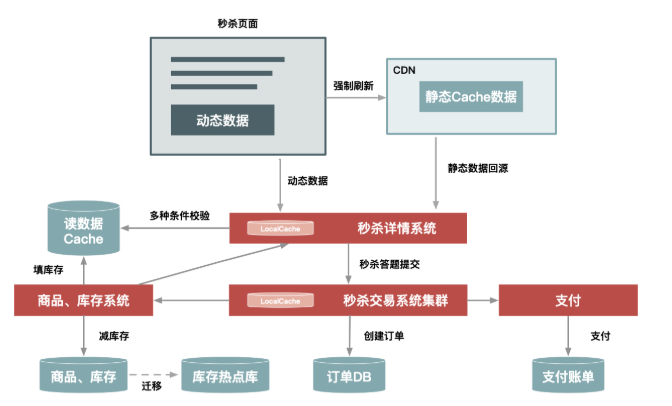 秒杀页面
CDN
强制刷新
静态Cache数据
动态数据
动态数据
静态数据回源
读数据
Cache
多种条件校验
LocalCache
秒杀详情系统
填库存
秒杀答题提交
商品、库存系统
LocalCache
秒杀交易系统集群
支付
减库存
创建订单
支付
商品、库存
迁移
库存热点库
订单DB
支付账单